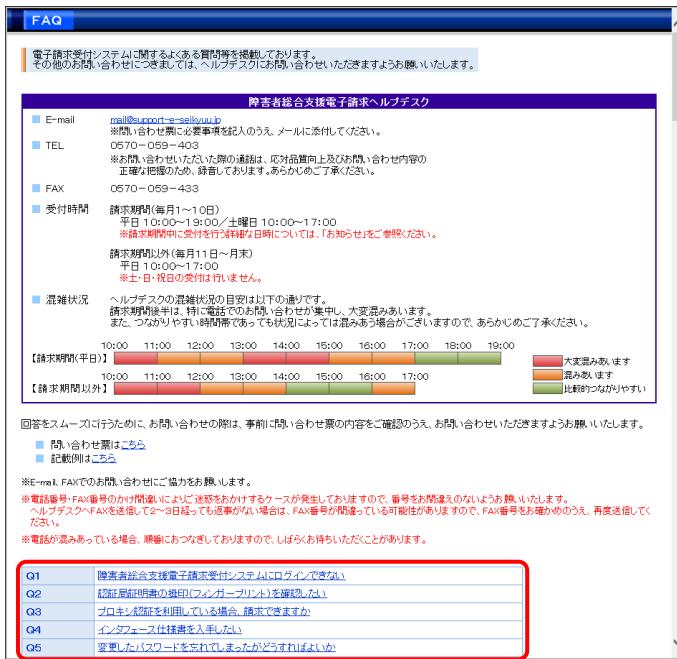 FAQ
電子請求受付システムに関するよくある質問等を掲載しております。
その他のお問い合わせにつきましては、ヘルプデスクにお問い合わせいただきますようお願いいたします。
障害者総合支援電子請求ヘルプデスク
E-mail mail@support-e-seikyuu.jp
※問い合わせ票に必要事項を記入のうえ、メールに添付してください。
TEL 0570-059-403
※お問い合わせいただいた際の通話は、応対品質向上及びお問い合わせ内容の
正確な把握のため、録音しております。あらかじめご了承ください。
FAX 0570-059-433
受付時間 請求期間(毎月1～10日)
平日 10:00～19:00／土曜日 10:00～17:00
※請求期間中に受付を行う詳細な日時については、「お知らせ」をご参照ください。
請求期間以外(毎月11日～月末)
平日 10:00～17:00
※土・日・祝日の受付は行いません。
混雑状況 ヘルプデスクの混雑状況の目安は以下の通りです。
請求期間後半は、特に電話でのお問い合わせが集中し、大変混みあいます。
また、つながりやすい時間帯であっても状況によっては混みあう場合がございますので、あらかじめご了承ください。
10:00 11:00 12:00 13:00 14:00 15:00 16:00 17:00 18:00 19:00
【請求期間(平日)】 大変混みあいます
10:00 11:00 12:00 13:00 14:00 15:00 16:00 17:00 混みあいます
【請求期間以外】 比較的つながりやすい
回答をスムーズに行うために、お問い合わせの際は、事前に問い合わせ票の内容をご確認のうえ、お問い合わせいただきますようお願いいたします。
問い合わせ票はこちら
記載例はこちら
※E-mail、FAXでのお問い合わせにご協力をお願します。
※電話番号・FAX番号のかけ間違いによりご迷惑をおかけするケースが発生しておりますので、番号をお間違えのないようお願いいたします。
ヘルプデスクへFAXを送信して2～3日経っても返事がない場合は、FAX番号が間違っている可能性がありますので、FAX番号をお確かめのうえ、再度送信してく
ださい。
※電話が混みあっている場合、順番におつなぎしておりますので、しばらくお待ちいただくことがあります。
Q1 障害者総合支援電子請求受付システムにログインできない
Q2 認証局証明書の拇印(フィンガープリント)を確認したい
Q3 プロキシ認証を利用している場合、請求できますか
Q4 インタフェース仕様書を入手したい
Q5 変更したパスワードを忘れてしまったがどうすればよいか